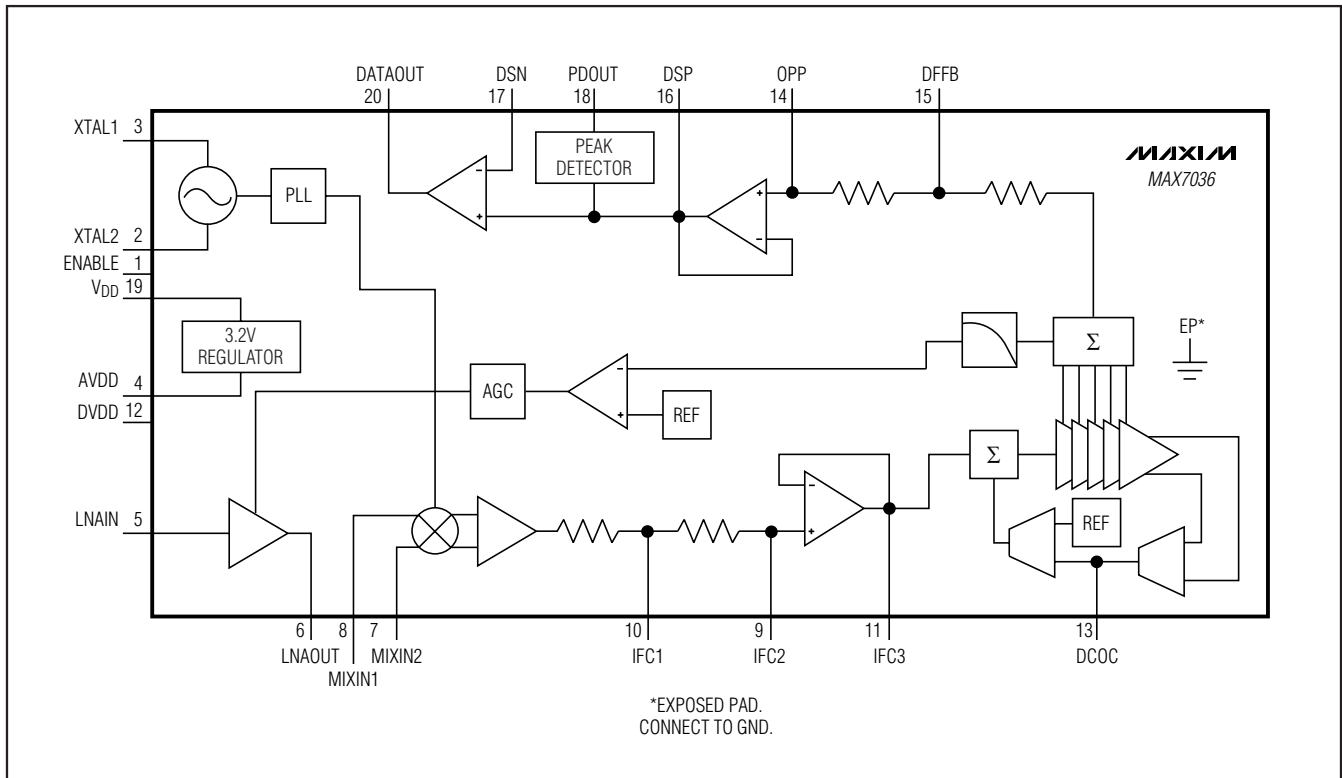 DATAOUT DSN PDOUT DSP OPP DFFB
20 17 18 16 14 15
XTAL1 3
PEAK
DETECTOR
MAXIM
MAX7036
- + + -
PLL
XTAL2 2
ENABLE 1
VDD 19
3.2V
REGULATOR
Σ
EP*
AVDD 4
DVDD 12
AGC
- +
REF
Σ
REF
LNAIN 5
- +
6 8 7 10 9 11 13
LNAOUT MIXIN2 IFC1 IFC2 IFC3 DCOC
MIXIN1
*EXPOSED PAD.
CONNECT TO GND.